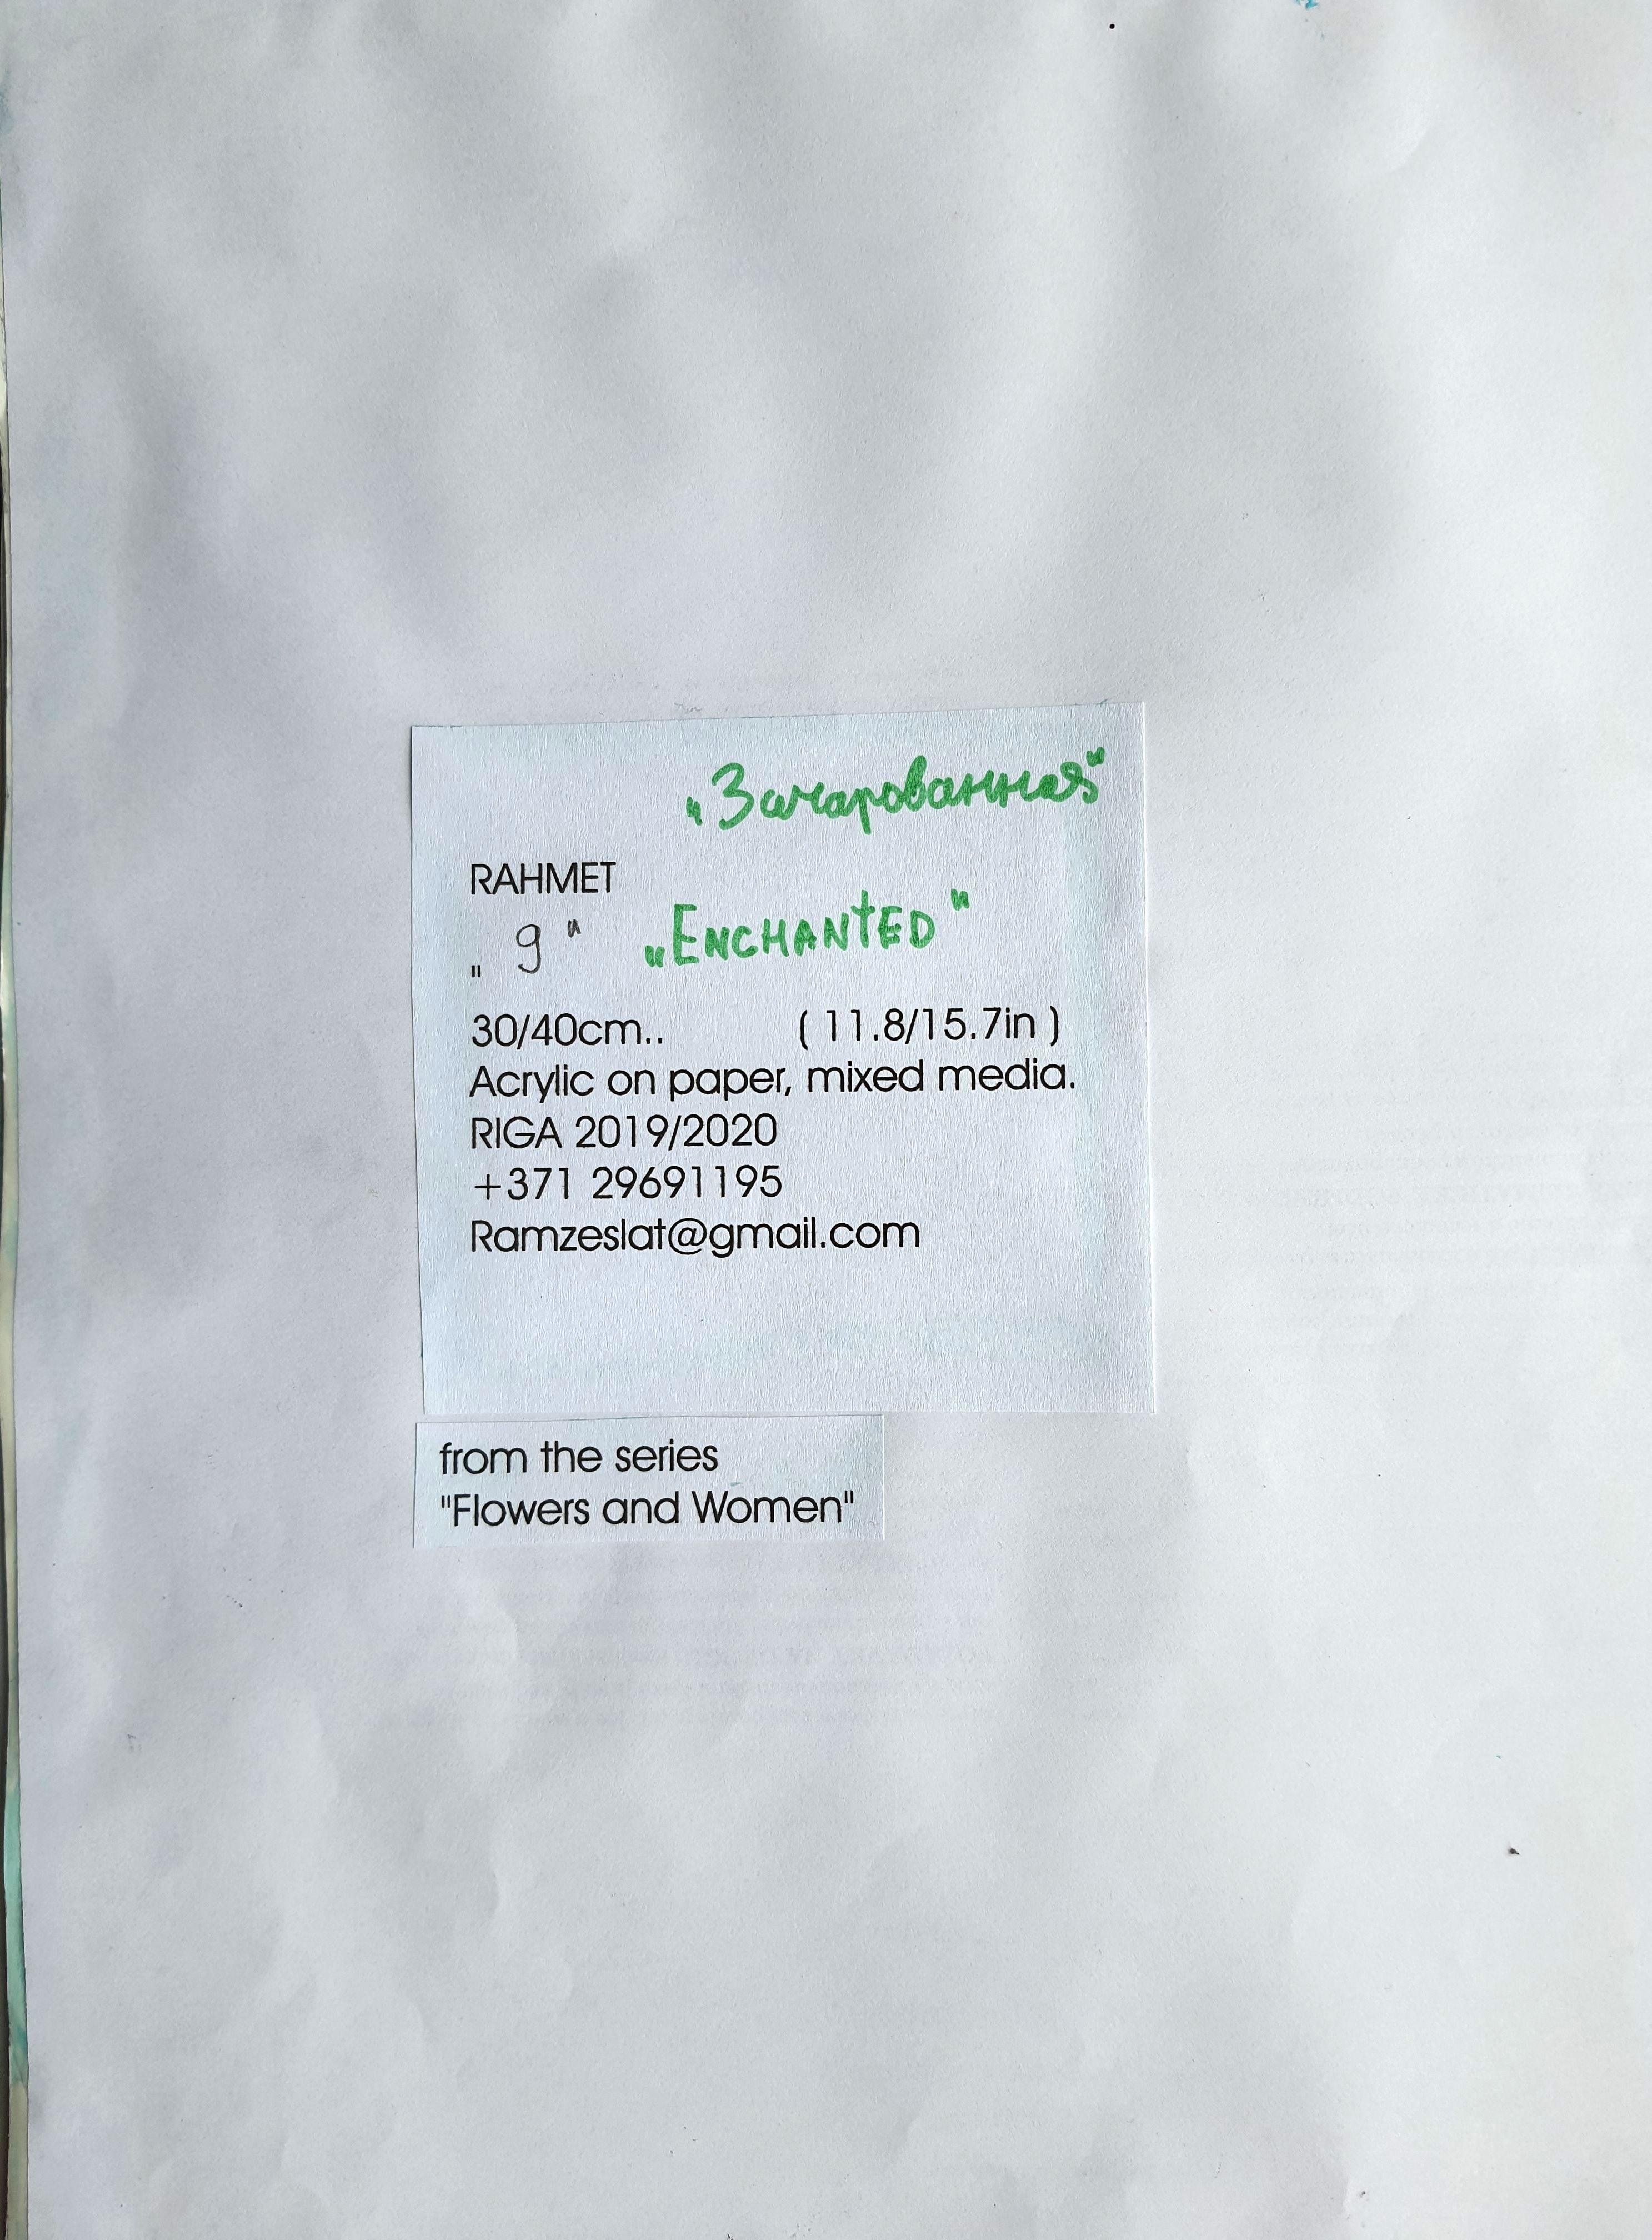 „Зачарованная“
RAHMET
„ 9 “ „ENCHANTED“
30/40cm.. ( 11.8/15.7in )
Acrylic on paper, mixed media.
RIGA 2019/2020
+371 29691195
Ramzeslat@gmail.com
from the series
"Flowers and Women"